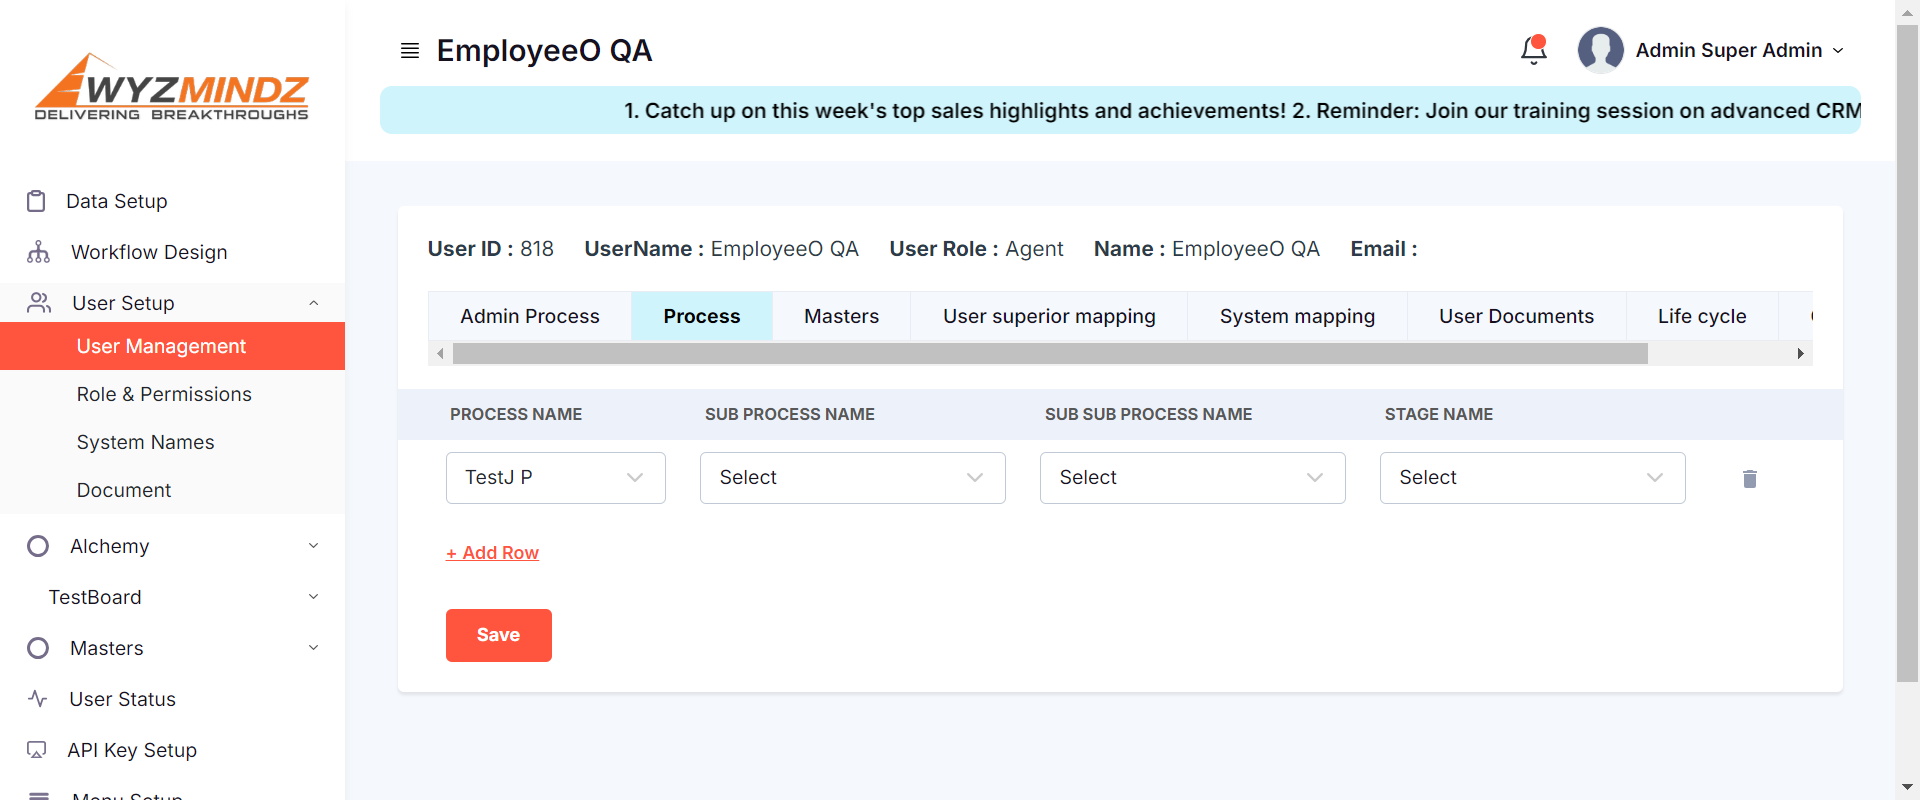 WYZMINDZ
DELIVERING BREAKTHROUGHS
EmployeeO QA
Admin Super Admin
1. Catch up on this week's top sales highlights and achievements! 2. Reminder: Join our training session on advanced CRM
Data Setup
Workflow Design
User Setup
User Management
Role & Permissions
System Names
Document
Alchemy
TestBoard
Masters
User Status
API Key Setup
Menu Setup
User ID : 818 UserName : EmployeeO QA User Role : Agent Name : EmployeeO QA Email :
Admin Process Process Masters User superior mapping System mapping User Documents Life cycle
PROCESS NAME SUB PROCESS NAME SUB SUB PROCESS NAME STAGE NAME
TestJ P Select Select Select
+ Add Row
Save